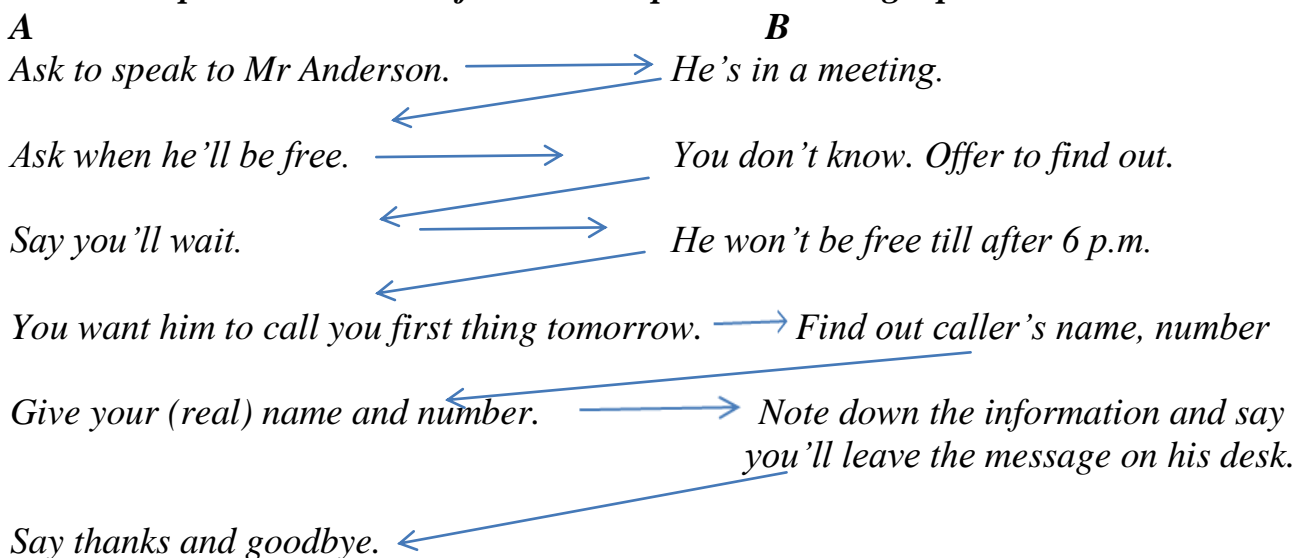 A B
Ask to speak to Mr Anderson. He’s in a meeting.
Ask when he’ll be free. You don’t know. Offer to find out.
Say you’ll wait. He won’t be free till after 6 p.m.
You want him to call you first thing tomorrow. Find out caller’s name, number
Give your (real) name and number. Note down the information and say
you’ll leave the message on his desk.
Say thanks and goodbye.